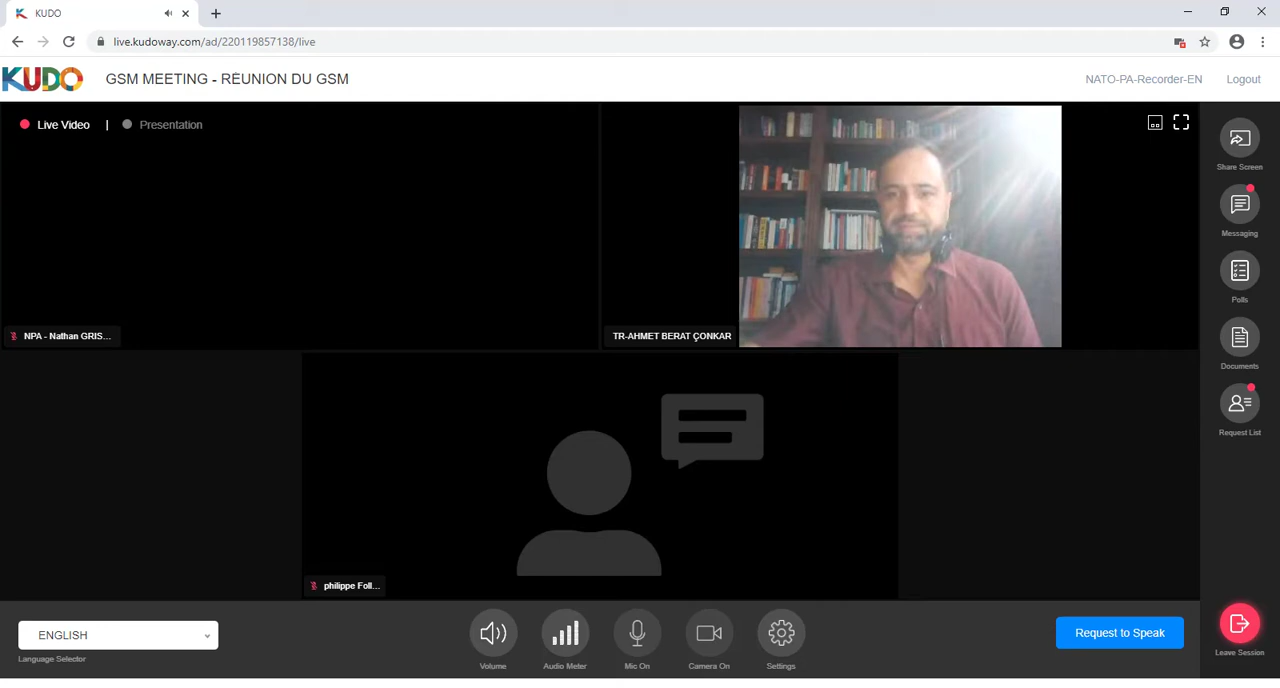 KUDO
live.kudoway.com/ad/220119857138/live
KUDO
GSM MEETING - RÉUNION DU GSM
NATO-PA-Recorder-EN
Logout
Live Video | Presentation
Share Screen
Messaging
Polls
Documents
Request List
NPA - Nathan GRIS...
TR-AHMET BERAT ÇONKAR
philippe Foll...
ENGLISH
Language Selector
Volume
Audio Meter
Mic On
Camera On
Settings
Request to Speak
Leave Session